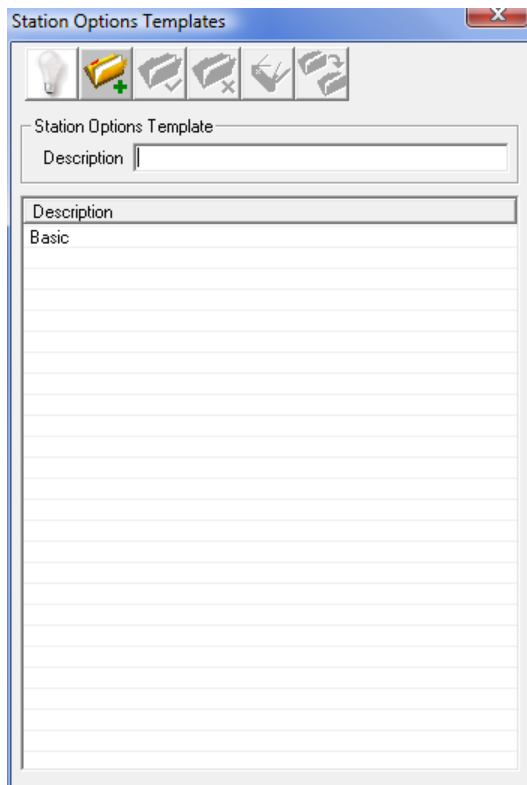 Station Options Templates
Station Options Template
Description
Description
Basic